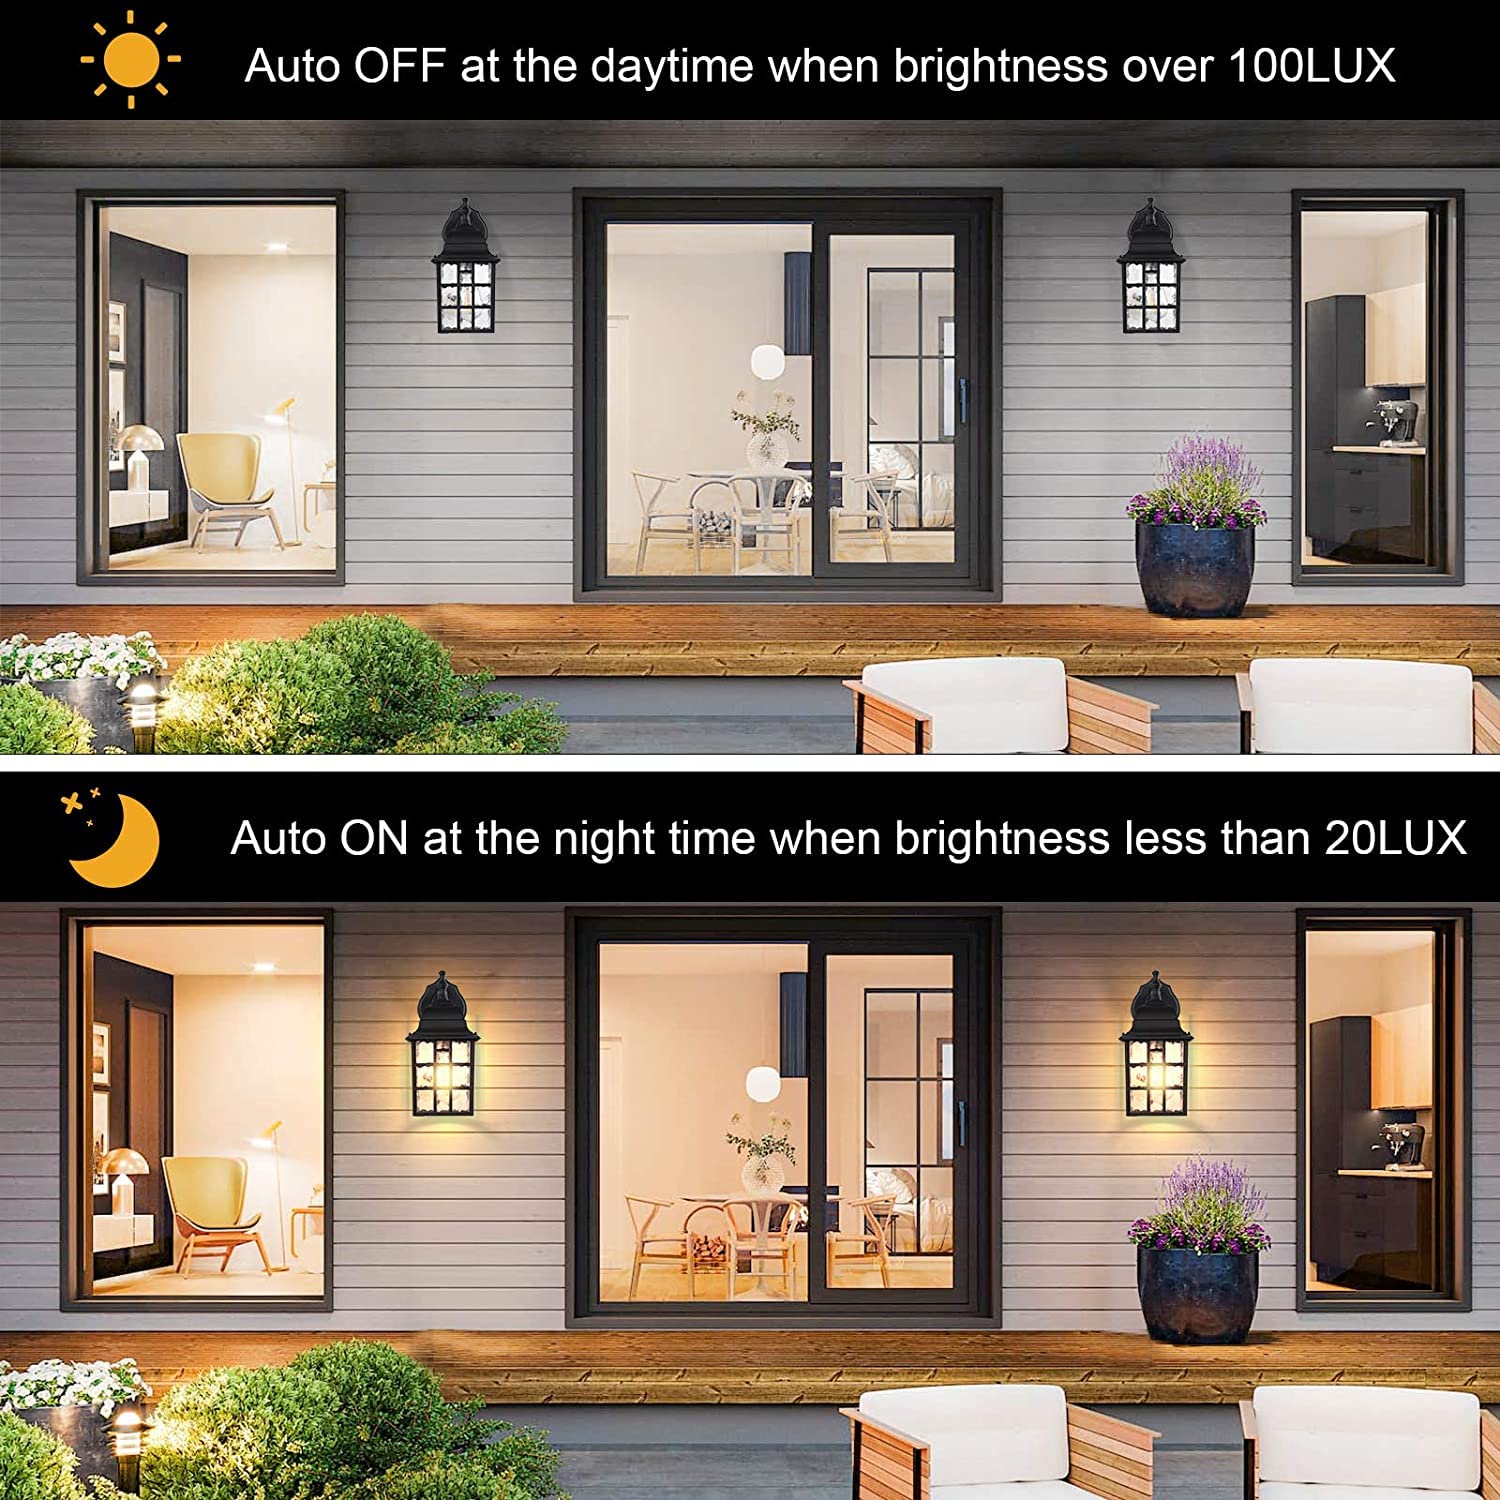 Auto OFF at the daytime when brightness over 100LUX
Auto ON at the night time when brightness less than 20LUX